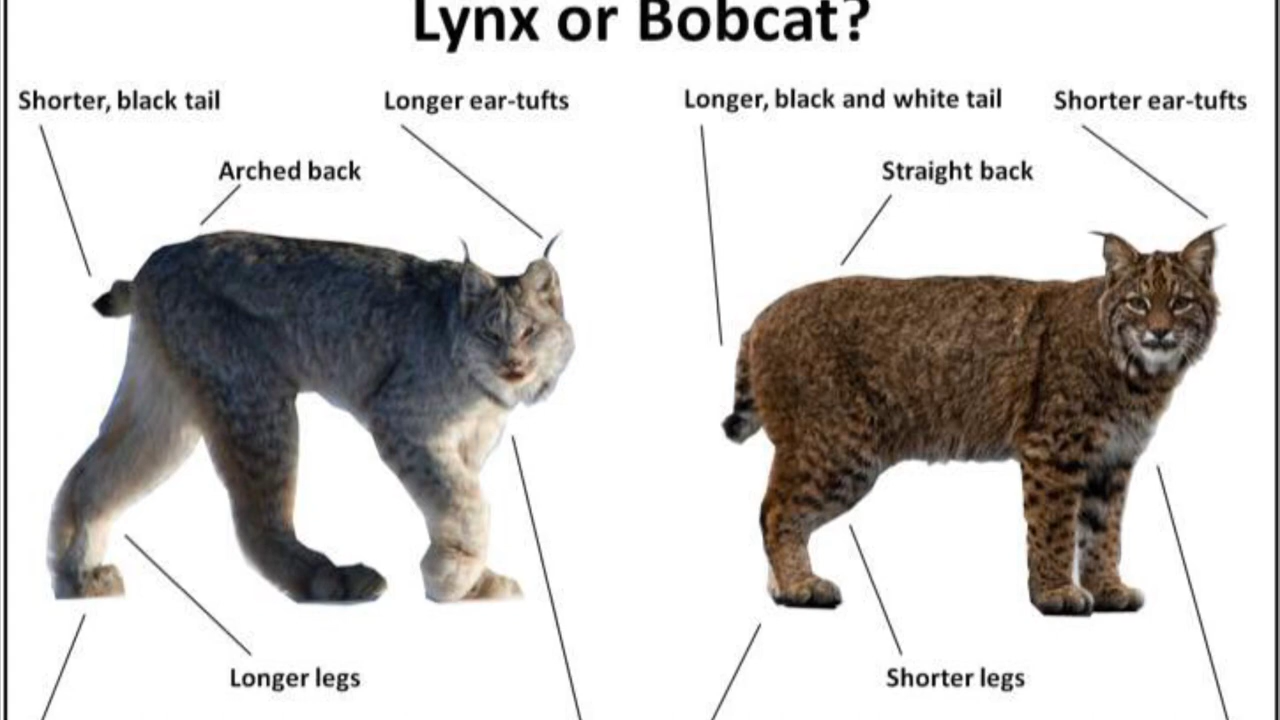 Lynx or Bobcat?
Shorter, black tail
Longer ear-tufts
Longer, black and white tail
Shorter ear-tufts
Arched back
Straight back
Longer legs
Shorter legs